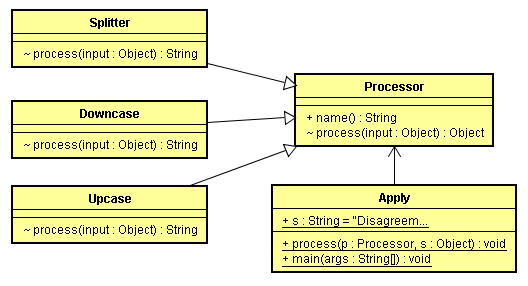 Splitter
~ process(input : Object) : String
Downcase
~ process(input : Object) : String
Upcase
~ process(input : Object) : String
Processor
+ name() : String
~ process(input : Object) : Object
Apply
+ s : String = "Disagreem...
+ process(p : Processor, s : Object) : void
+ main(args : String[]) : void